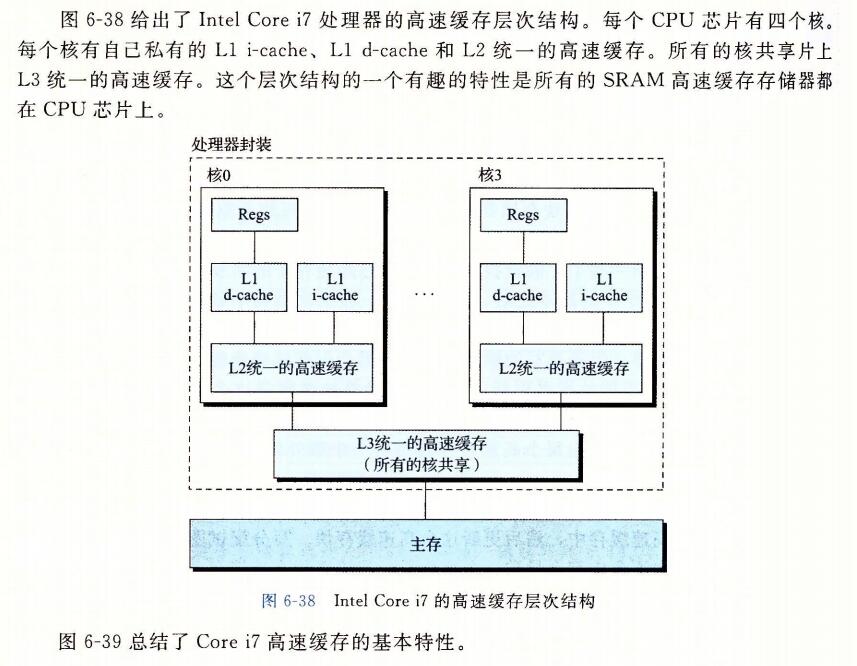 图 6-38 给出了 Intel Core i7 处理器的高速缓存层次结构。每个 CPU 芯片有四个核。
每个核有自己私有的 L1 i-cache、L1 d-cache 和 L2 统一的高速缓存。所有的核共享片上
L3 统一的高速缓存。这个层次结构的一个有趣的特性是所有的 SRAM 高速缓存存储器都
在 CPU 芯片上。
处理器封装
核0
核3
Regs
Regs
L1
d-cache
L1
i-cache
···
L1
d-cache
L1
i-cache
L2统一的高速缓存
L2统一的高速缓存
L3统一的高速缓存
（所有的核共享）
主存
图 6-38 Intel Core i7 的高速缓存层次结构
图 6-39 总结了 Core i7 高速缓存的基本特性。